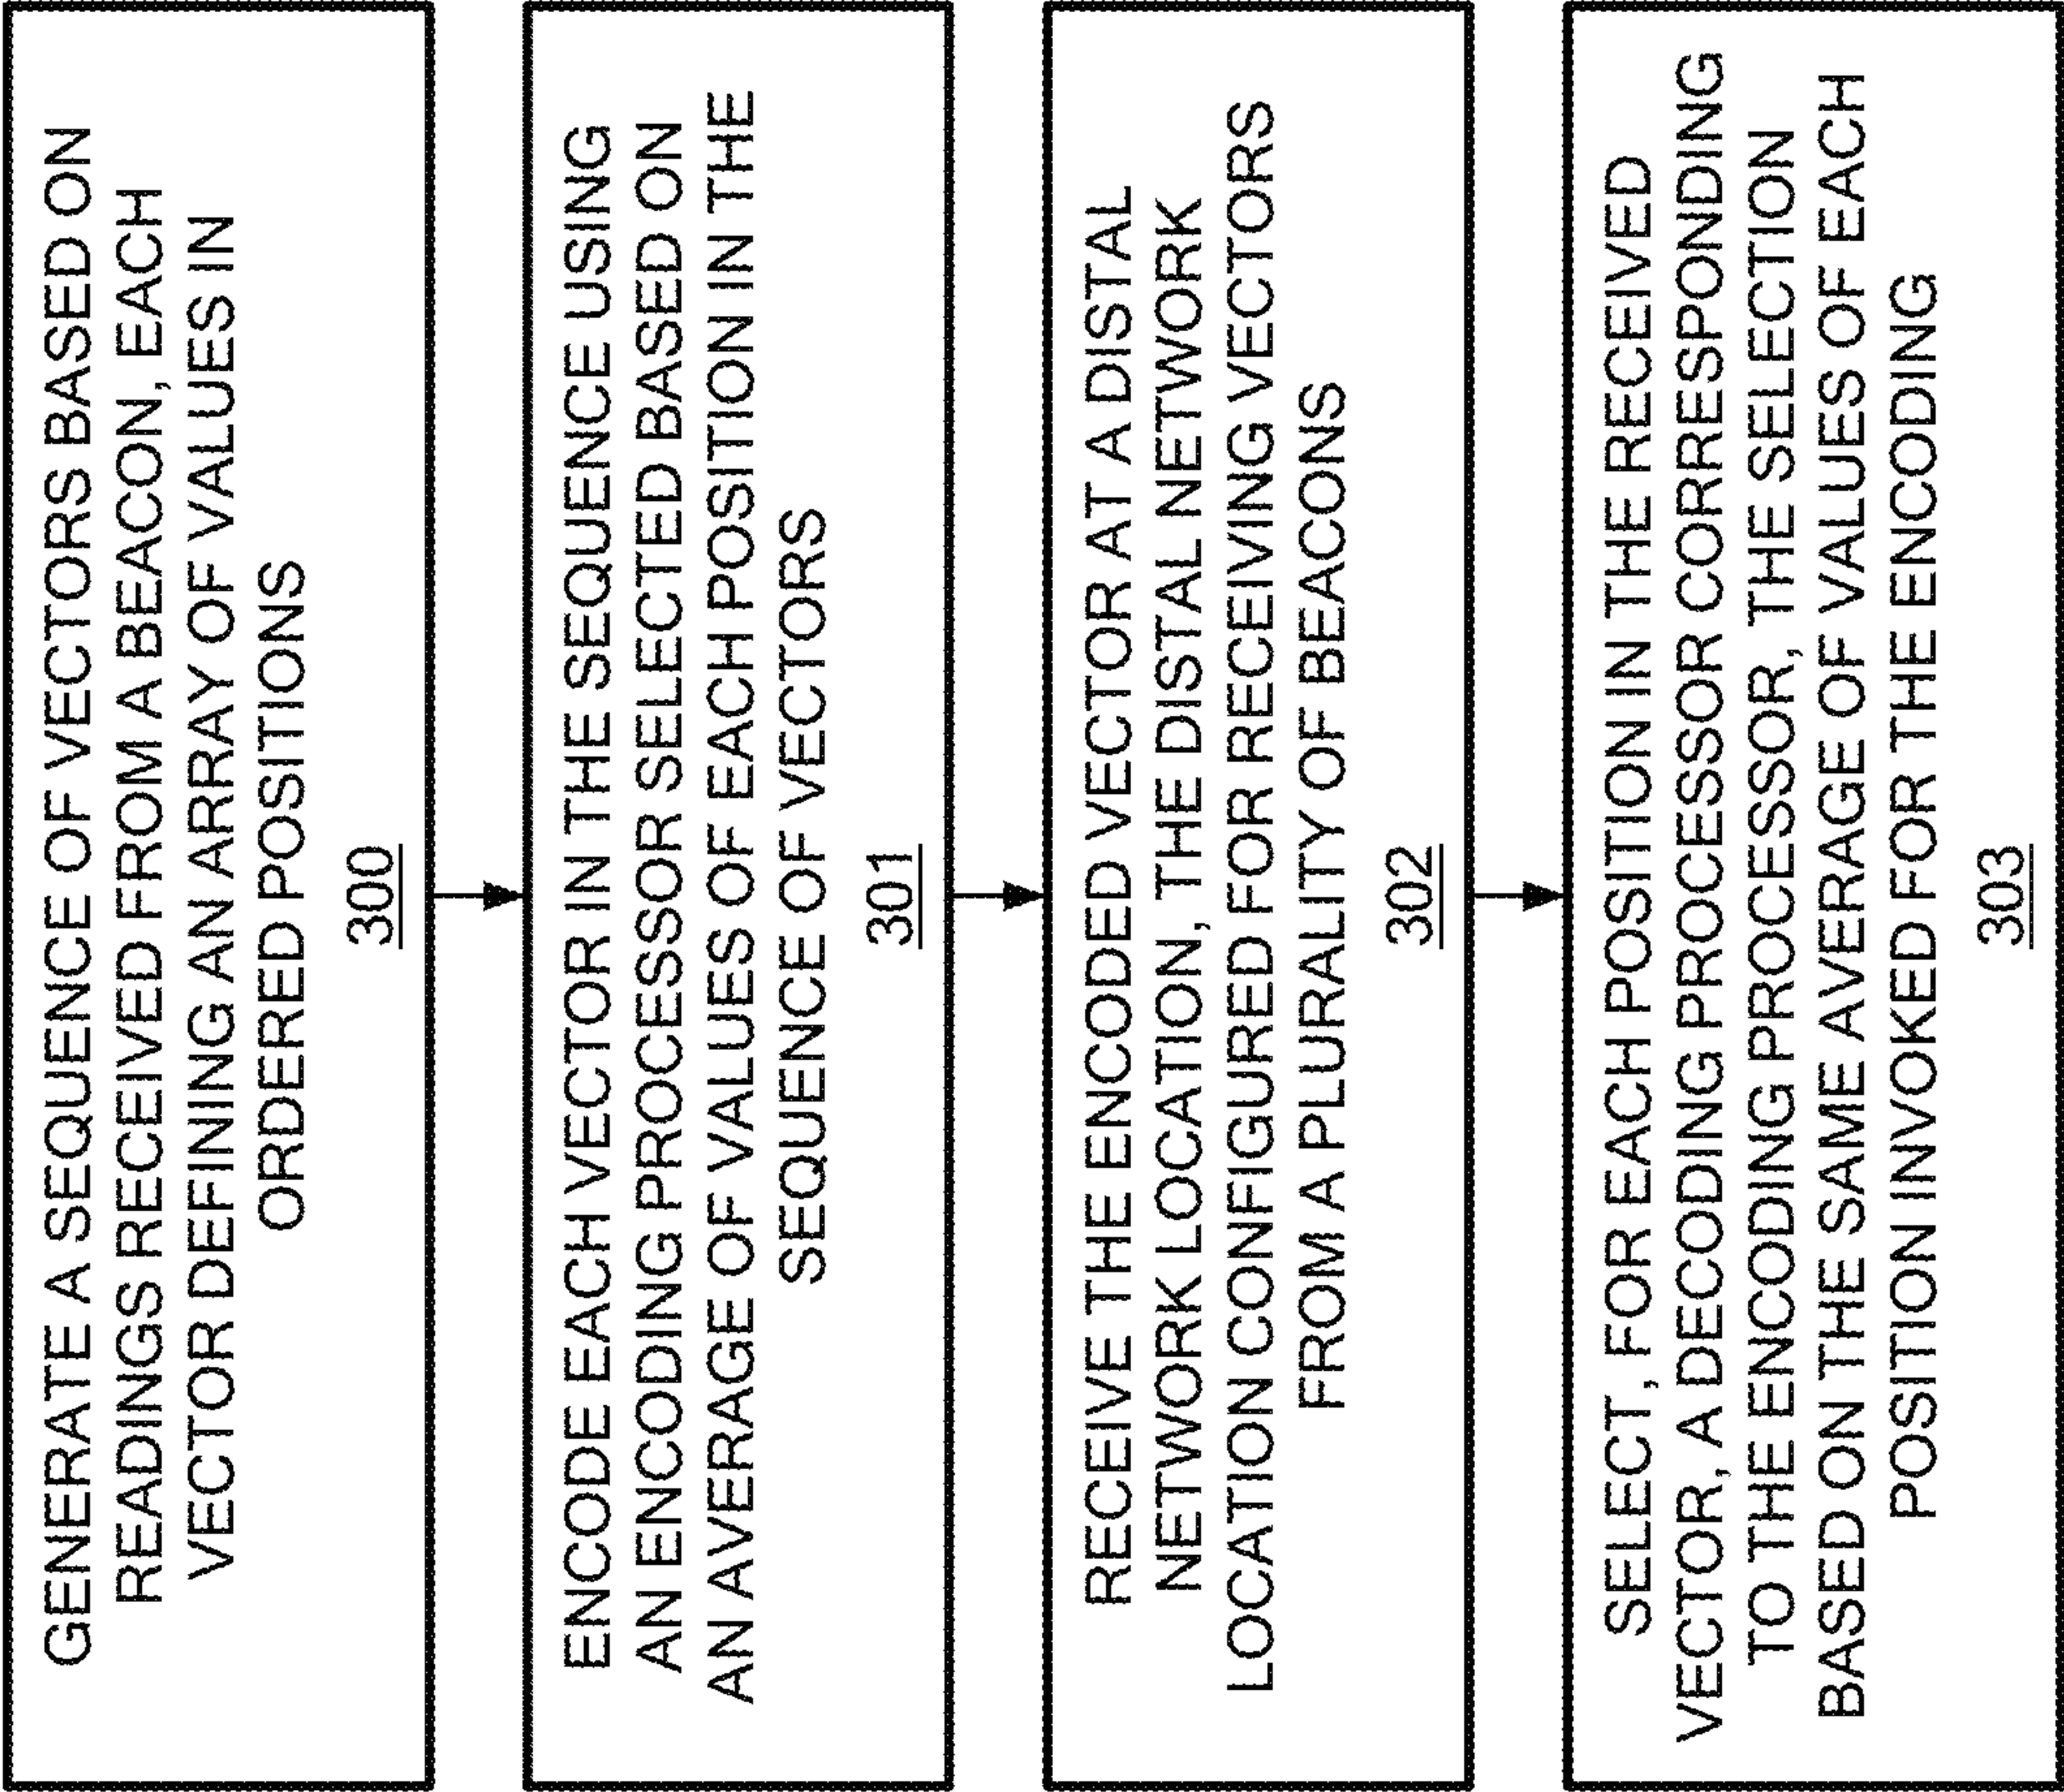 GENERATE A SEQUENCE OF VECTORS BASED ON
READINGS RECEIVED FROM A BEACON, EACH
VECTOR DEFINING AN ARRAY OF VALUES IN
ORDERED POSITIONS
300
ENCODE EACH VECTOR IN THE SEQUENCE USING
AN ENCODING PROCESSOR SELECTED BASED ON
AN AVERAGE OF VALUES OF EACH POSITION IN THE
SEQUENCE OF VECTORS
301
RECEIVE THE ENCODED VECTOR AT A DISTAL
NETWORK LOCATION, THE DISTAL NETWORK
LOCATION CONFIGURED FOR RECEIVING VECTORS
FROM A PLURALITY OF BEACONS
302
SELECT, FOR EACH POSITION IN THE RECEIVED
VECTOR, A DECODING PROCESSOR CORRESPONDING
TO THE ENCODING PROCESSOR, THE SELECTION
BASED ON THE SAME AVERAGE OF VALUES OF EACH
POSITION INVOKED FOR THE ENCODING
303